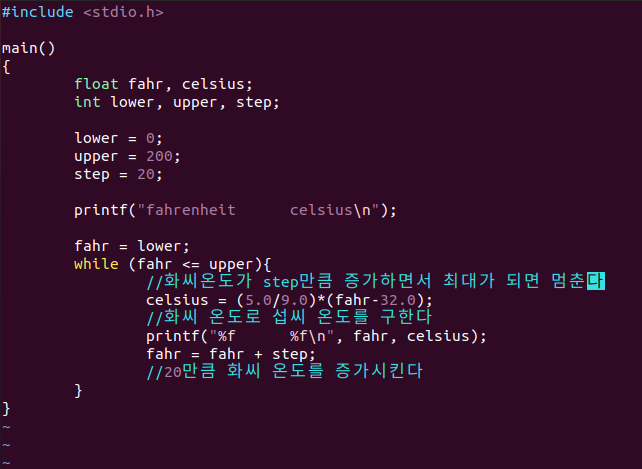 #include <stdio.h>
main()
{
float fahr, celsius;
int lower, upper, step;
lower = 0;
upper = 200;
step = 20;
printf("fahrenheit      celsius\n");
fahr = lower;
while (fahr <= upper){
//화씨온도가 step만큼 증가하면서 최대가 되면 멈춘다
celsius = (5.0/9.0)*(fahr-32.0);
//화씨 온도로 섭씨 온도를 구한다
printf("%f      %f\n", fahr, celsius);
fahr = fahr + step;
//20만큼 화씨 온도를 증가시킨다
}
}
~
~
~